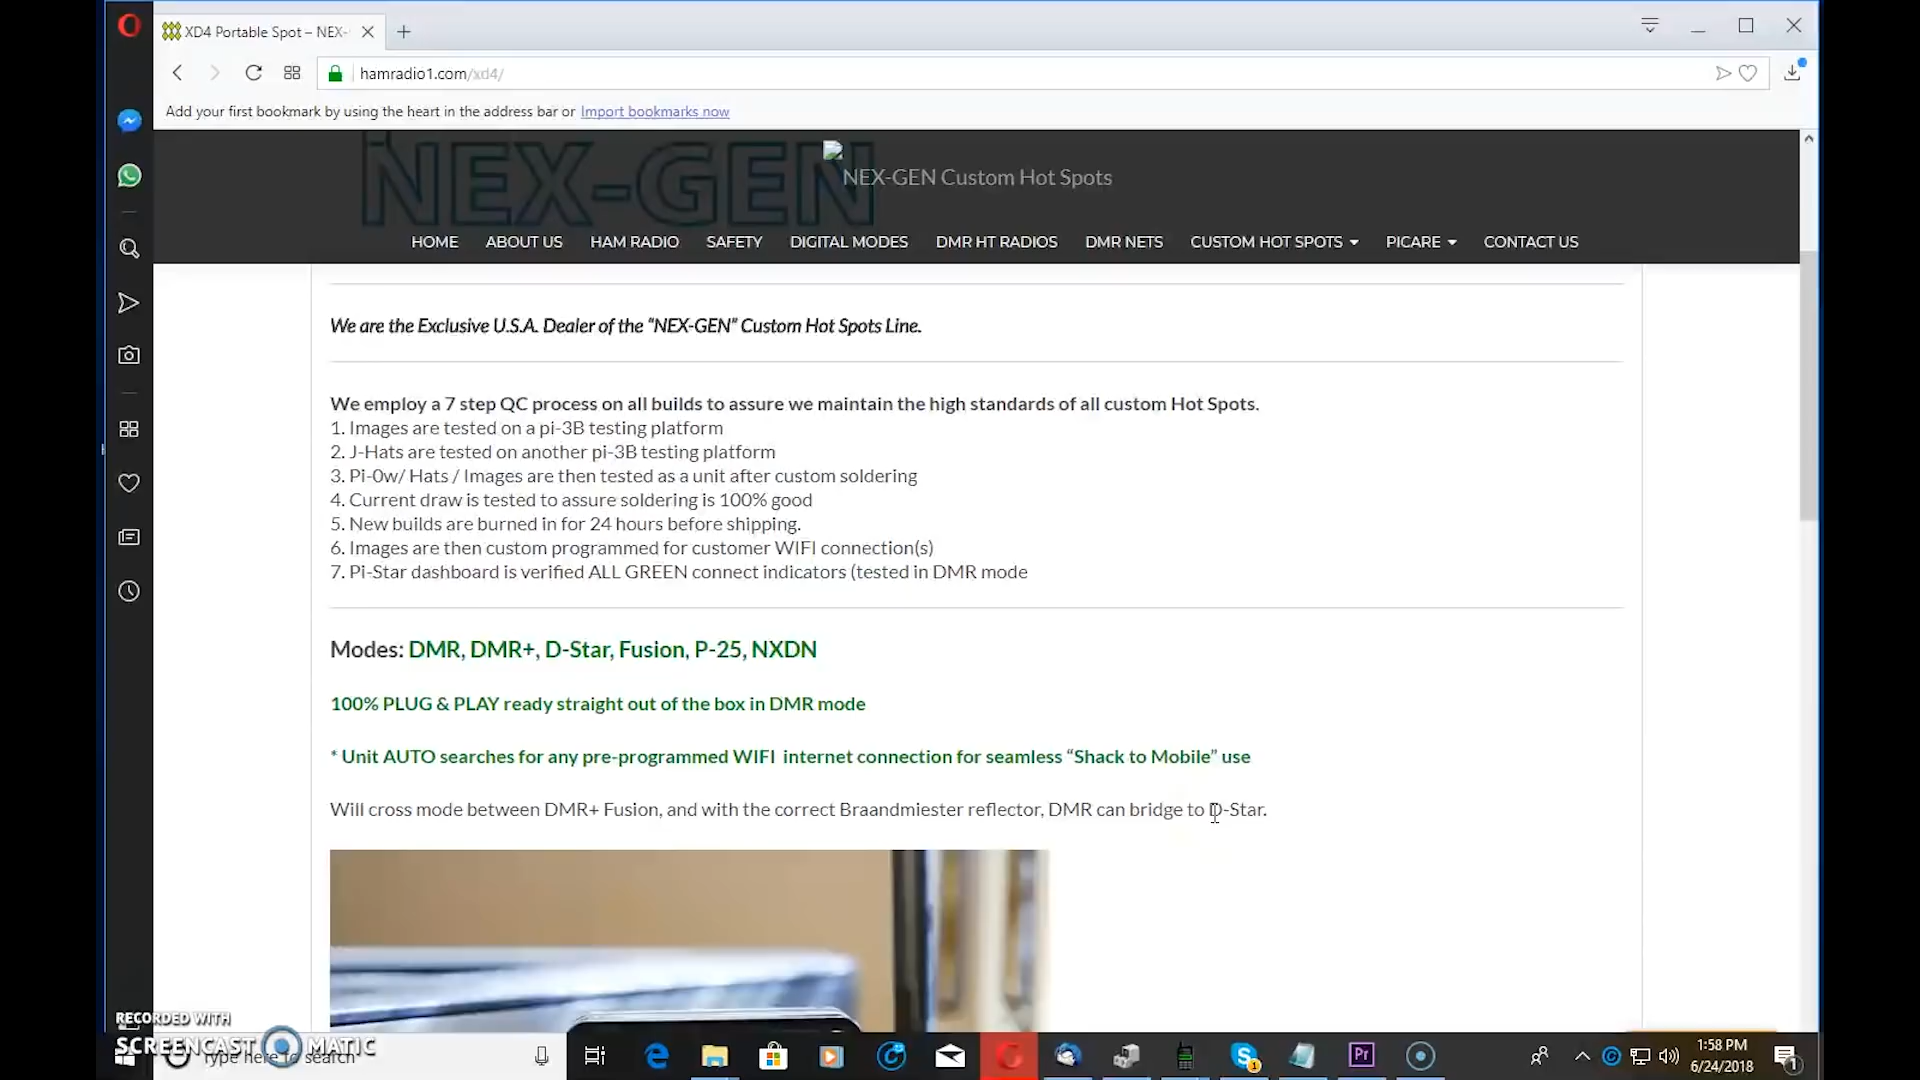 XD4 Portable Spot – NEX-
hamradio1.com/xd4/
Add your first bookmark by using the heart in the address bar or Import bookmarks now
NEX-GEN
NEX-GEN Custom Hot Spots
HOME ABOUT US HAM RADIO SAFETY DIGITAL MODES DMR HT RADIOS DMR NETS CUSTOM HOT SPOTS PICARE CONTACT US
We are the Exclusive U.S.A. Dealer of the "NEX-GEN" Custom Hot Spots Line.
We employ a 7 step QC process on all builds to assure we maintain the high standards of all custom Hot Spots.
1. Images are tested on a pi-3B testing platform
2. J-Hats are tested on another pi-3B testing platform
3. Pi-0w/ Hats / Images are then tested as a unit after custom soldering
4. Current draw is tested to assure soldering is 100% good
5. New builds are burned in for 24 hours before shipping.
6. Images are then custom programmed for customer WIFI connection(s)
7. Pi-Star dashboard is verified ALL GREEN connect indicators (tested in DMR mode
Modes: DMR, DMR+, D-Star, Fusion, P-25, NXDN
100% PLUG & PLAY ready straight out of the box in DMR mode
* Unit AUTO searches for any pre-programmed WIFI internet connection for seamless “Shack to Mobile” use
Will cross mode between DMR+ Fusion, and with the correct Braandmiester reflector, DMR can bridge to D-Star.
RECORDED WITH
SCREENCAST MATIC
Type here to search
Pr
1
1:58 PM
6/24/2018
1